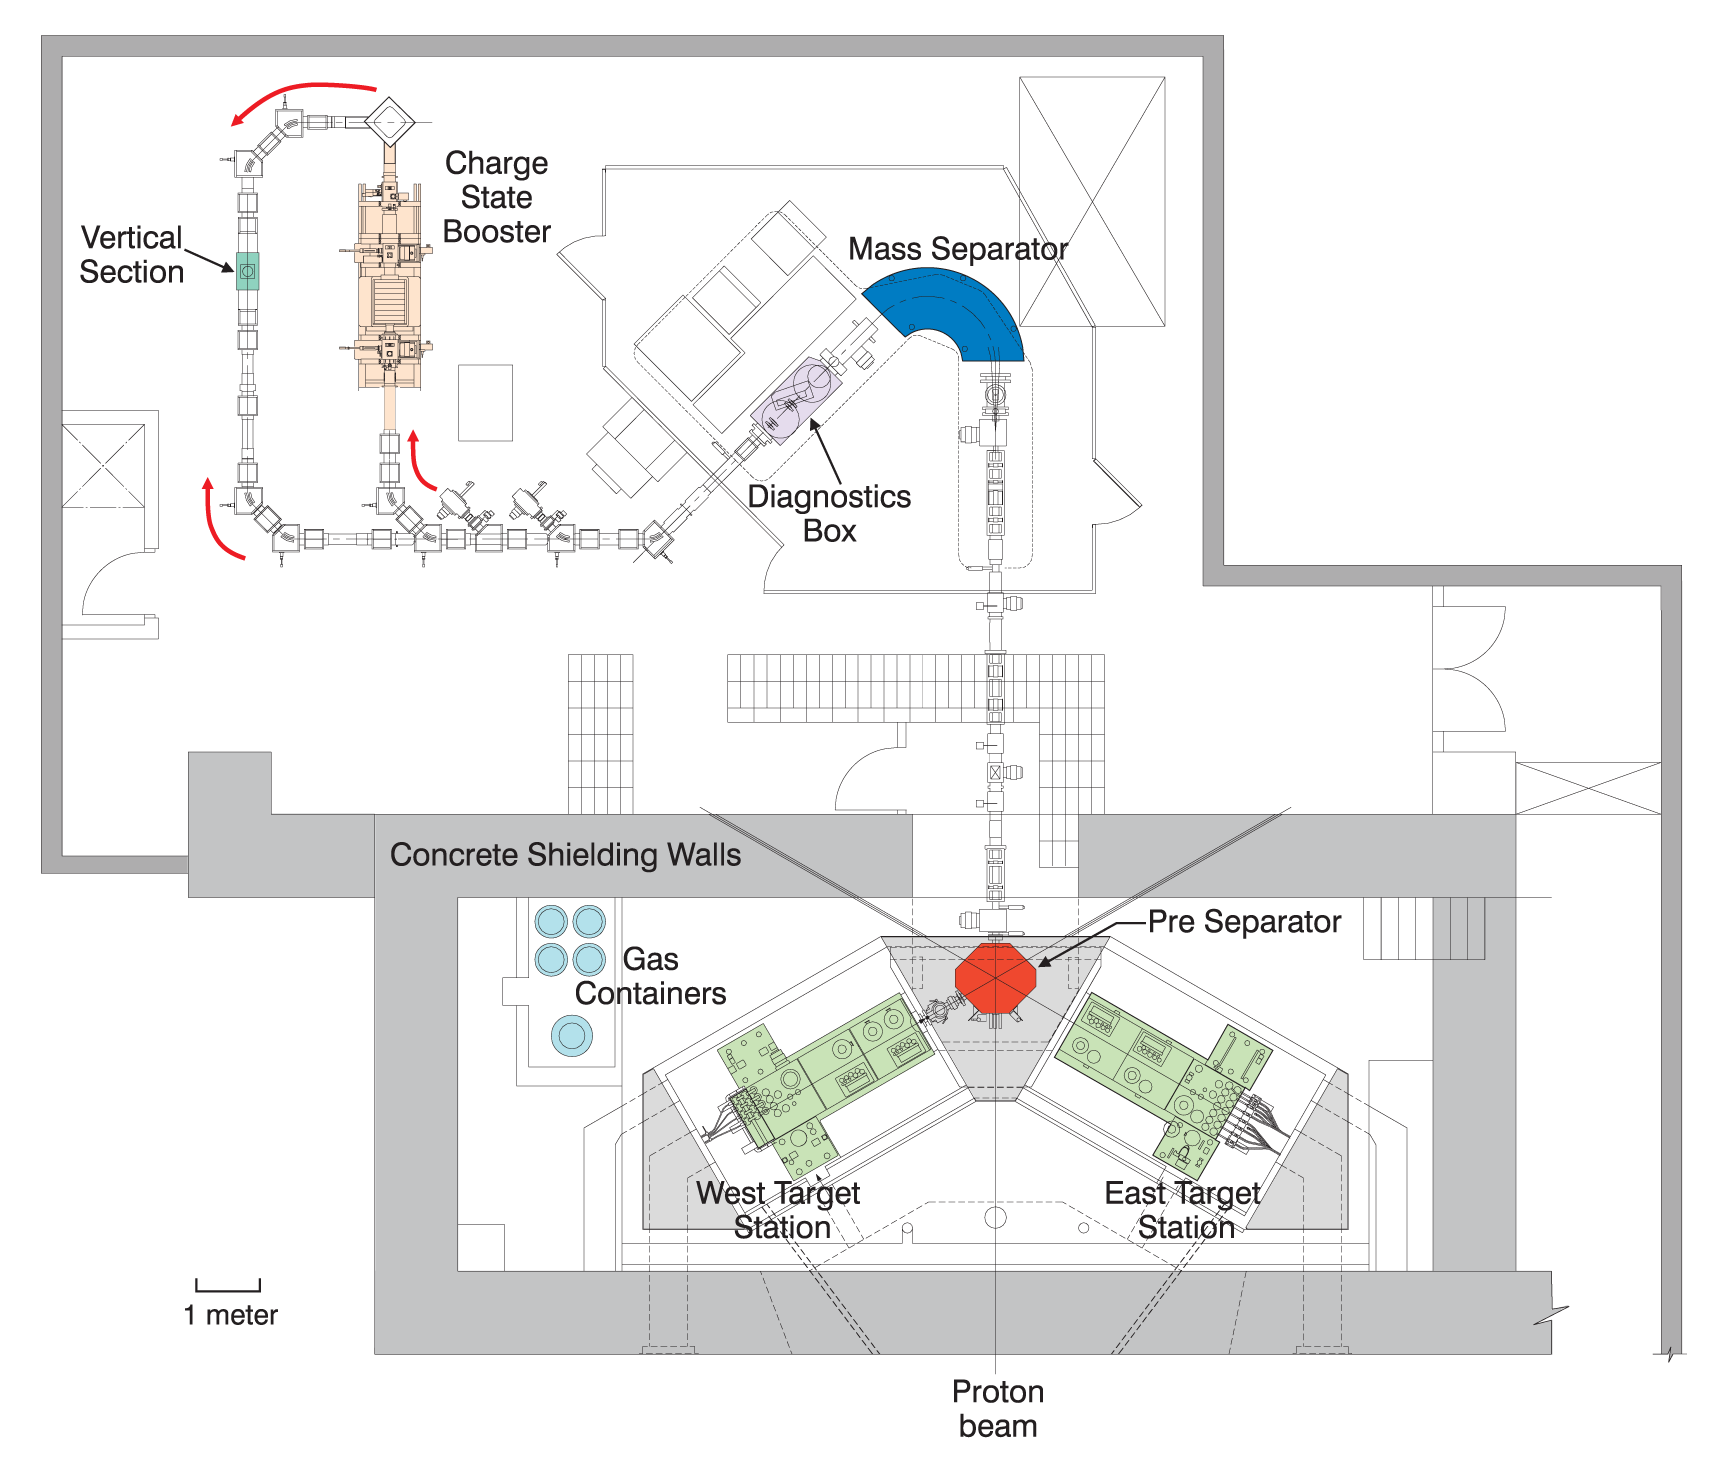 Charge
State
Booster
Vertical
Section
Mass Separator
Diagnostics
Box
Concrete Shielding Walls
Pre Separator
Gas
Containers
West Target
Station
East Target
Station
1 meter
Proton
beam